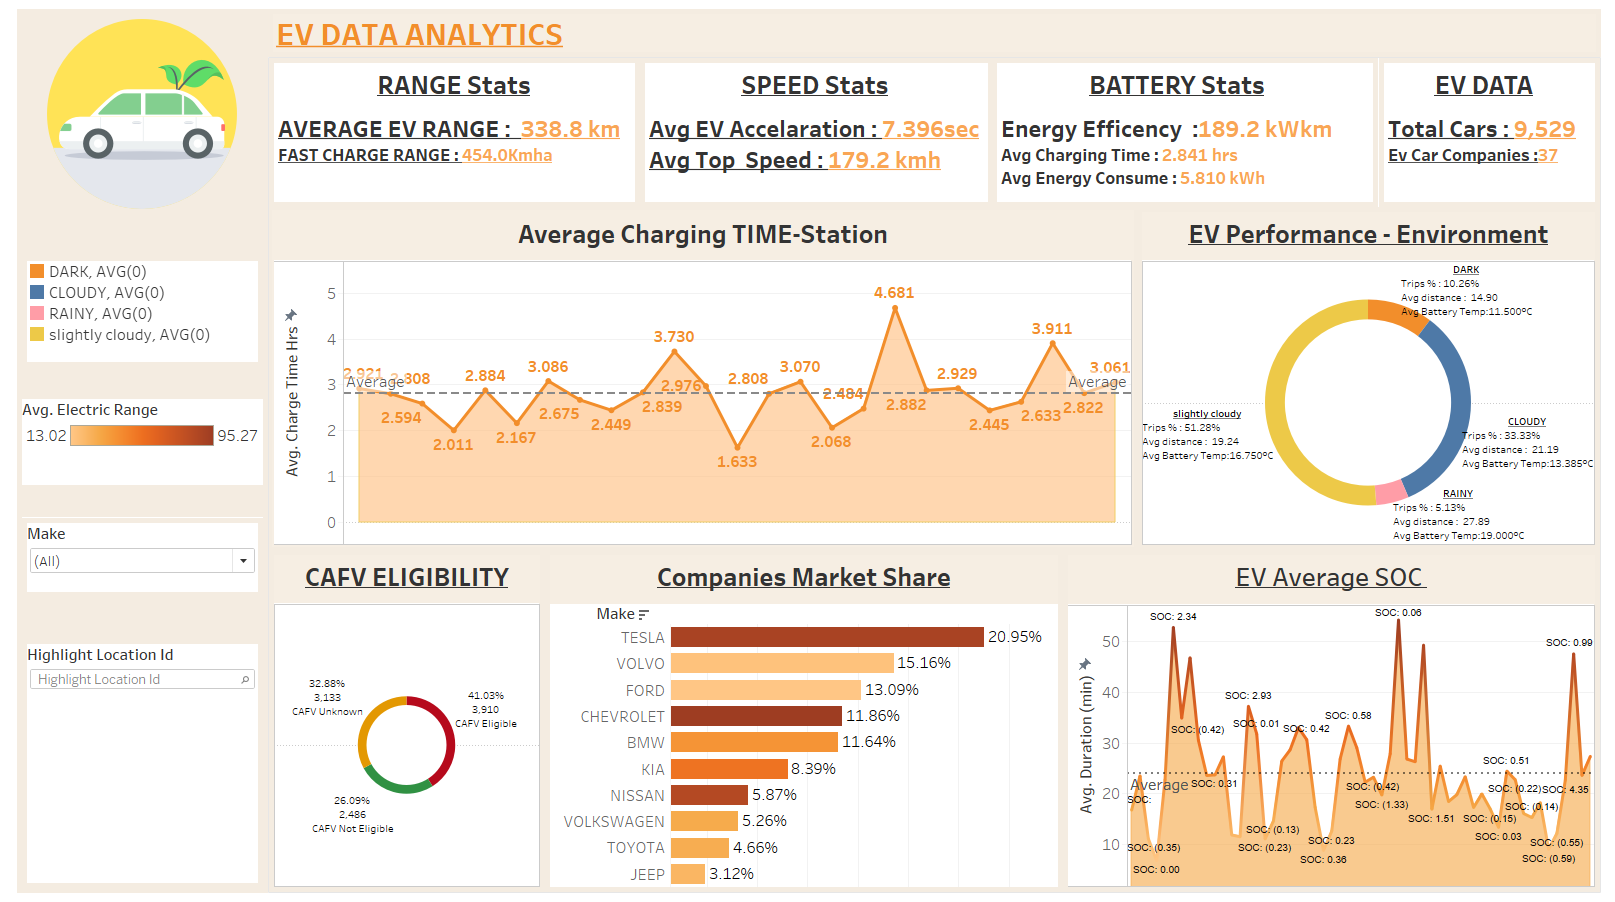 EV DATA ANALYTICS
RANGE Stats
AVERAGE EV RANGE : 338.8 km
FAST CHARGE RANGE : 454.0Kmha
SPEED Stats
Avg EV Accelaration : 7.396sec
Avg Top Speed : 179.2 kmh
BATTERY Stats
Energy Efficency :189.2 kWkm
Avg Charging Time : 2.841 hrs
Avg Energy Consume : 5.810 kWh
EV DATA
Total Cars : 9,529
Ev Car Companies :37
DARK, AVG(0)
CLOUDY, AVG(0)
RAINY, AVG(0)
slightly cloudy, AVG(0)
Avg. Electric Range
13.02 95.27
Make
(All)
Highlight Location Id
Highlight Location Id
Average Charging TIME-Station
Avg. Charge Time Hrs
5
4
3
2
1
0
2.921
2.808
2.594
2.011
2.884
2.167
3.086
2.675
2.449
2.839
3.730
2.976
1.633
2.808
3.070
2.068
2.484
4.681
2.882
2.929
2.445
2.633
3.911
2.822
3.061
Average
Average
EV Performance - Environment
DARK
Trips % : 10.26%
Avg distance : 14.90
Avg Battery Temp:11.500ºC
slightly cloudy
Trips % : 51.28%
Avg distance : 19.24
Avg Battery Temp:16.750ºC
CLOUDY
Trips % : 33.33%
Avg distance : 21.19
Avg Battery Temp:13.385ºC
RAINY
Trips % : 5.13%
Avg distance : 27.89
Avg Battery Temp:19.000ºC
CAFV ELIGIBILITY
32.88%
3,133
CAFV Unknown
41.03%
3,910
CAFV Eligible
26.09%
2,486
CAFV Not Eligible
Companies Market Share
Make
TESLA 20.95%
VOLVO 15.16%
FORD 13.09%
CHEVROLET 11.86%
BMW 11.64%
KIA 8.39%
NISSAN 5.87%
VOLKSWAGEN 5.26%
TOYOTA 4.66%
JEEP 3.12%
EV Average SOC
Avg. Duration (min)
50
40
30
20
10
Average
SOC:
SOC: (0.35)
SOC: 0.00
SOC: 2.34
SOC: (0.42)
SOC: 0.31
SOC: 2.93
SOC: 0.01
SOC: (0.13)
SOC: (0.23)
SOC: 0.42
SOC: 0.36
SOC: 0.23
SOC: 0.58
SOC: (0.42)
SOC: (1.33)
SOC: 0.06
SOC: 1.51
SOC: (0.15)
SOC: 0.03
SOC: 0.51
SOC: (0.22)
SOC: (0.14)
SOC: (0.59)
SOC: (0.55)
SOC: 4.35
SOC: 0.99